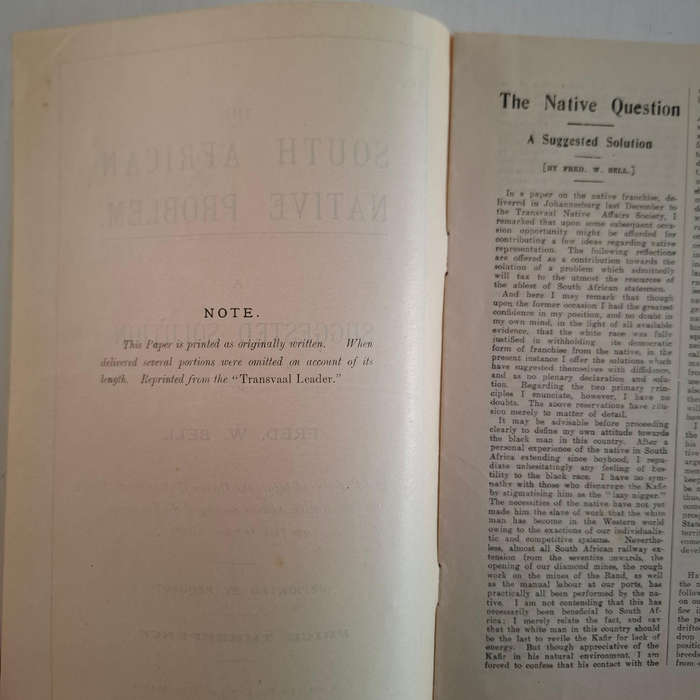 NOTE.
This Paper is printed as originally written. When
delivered several portions were omitted on account of its
length. Reprinted from the "Transvaal Leader."
The Native Question
A Suggested Solution
[BY FRED. W. BELL.]
In a paper on the native franchise, de-
livered in Johannesburg last December to
the Transvaal Native Affairs Society, I
remarked that upon some subsequent occa-
sion opportunity might be afforded for
contributing a few ideas regarding native
representation. The following reflections
are offered as a contribution towards the
solution of a problem which admittedly
will tax to the utmost the resources of
the ablest of South African statesmen.
And here I may remark that though
upon the former occasion I had the greatest
confidence in my position, and no doubt in
my own mind, in the light of all available
evidence, that the white race was fully
justified in withholding its democratic
form of franchise from the native, in the
present instance I offer the solutions which
have suggested themselves with diffidence,
and as no plenary declaration and solu-
tion. Regarding the two primary prin-
ciples I enunciate, however, I have no
doubts. The above reservations have allu-
sion merely to matter of detail.
It may be advisable before proceeding
clearly to define my own attitude towards
the black man in this country. After a
personal experience of the native in South
Africa extending since boyhood, I repu-
diate unhesitatingly any feeling of hos-
tility to the black race. I have no sym-
pathy with those who disparage the Kafir
by stigmatising him as the "lazy nigger."
The necessities of the native have not yet
made him the slave of work that the white
man has become in the Western world
owing to the exactions of our individualis-
tic and competitive systems. Neverthe-
less, almost all South African railway ex-
tension from the seventies onwards, the
opening of our diamond mines, the rough
work on the mines of the Rand, as well
as the manual labour at our ports, has
practically all been performed by the na-
tive. I am not contending that this has
necessarily been beneficial to South Af-
rica; I merely relate the fact, and say
that the white man in this country should
be the last to revile the Kafir for lack of
energy. But though appreciative of the
Kafir in his natural environment, I am
forced to confess that his contact with the